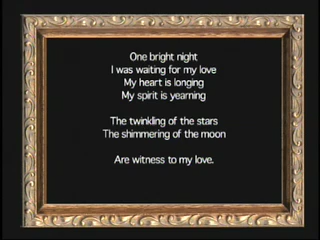 One bright night
I was waiting for my love
My heart is longing
My spirit is yearning
The twinkling of the stars
The shimmering of the moon
Are witness to my love.